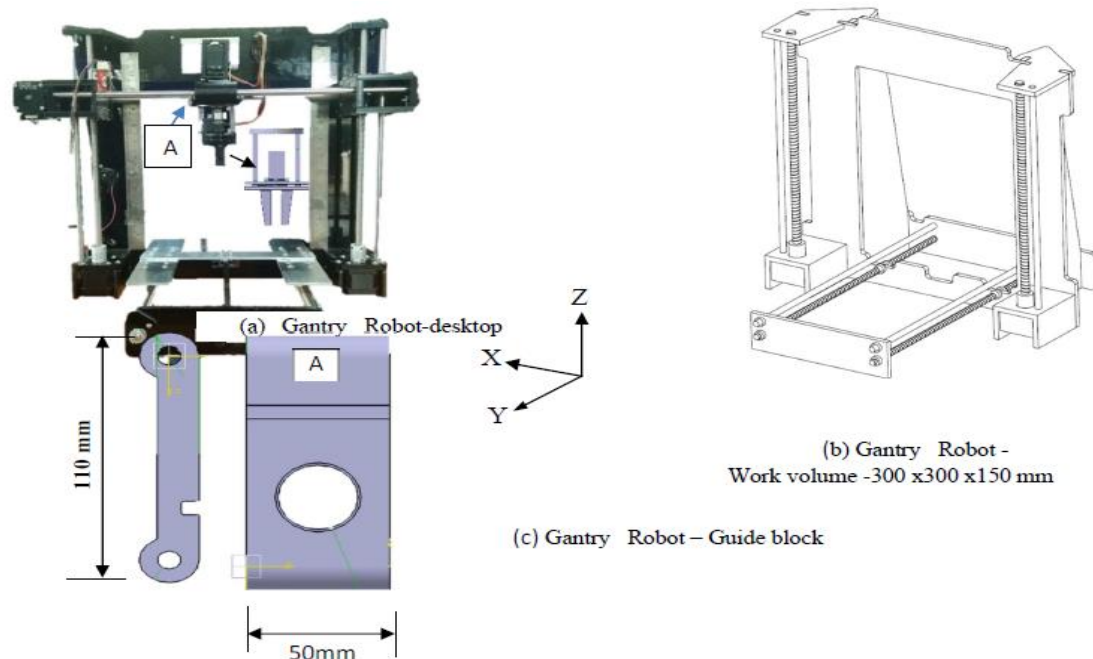 A
(a) Gantry Robot-desktop
A
110 mm
50mm
Z
X
Y
(b) Gantry Robot -
Work volume -300 x300 x150 mm
(c) Gantry Robot – Guide block